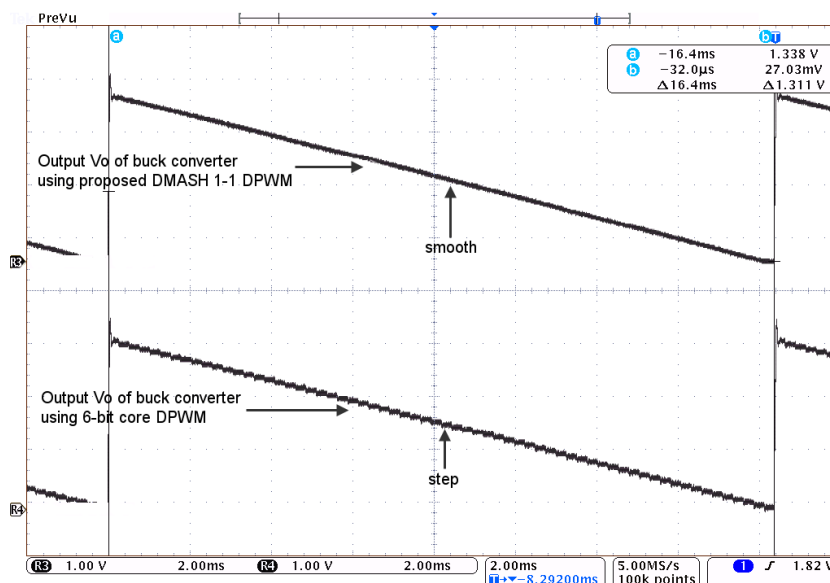 PreVu
a
b T
T
a −16.4ms 1.338 V
b −32.0µs 27.03mV
Δ16.4ms Δ1.311 V
Output Vo of buck converter
using proposed DMASH 1-1 DPWM
smooth
R3
Output Vo of buck converter
using 6-bit core DPWM
step
R4
R3 1.00 V 2.00ms R4 1.00 V 2.00ms 2.00ms 5.00MS/s 1 1.82 V
T→▼−8.29200ms 100k points